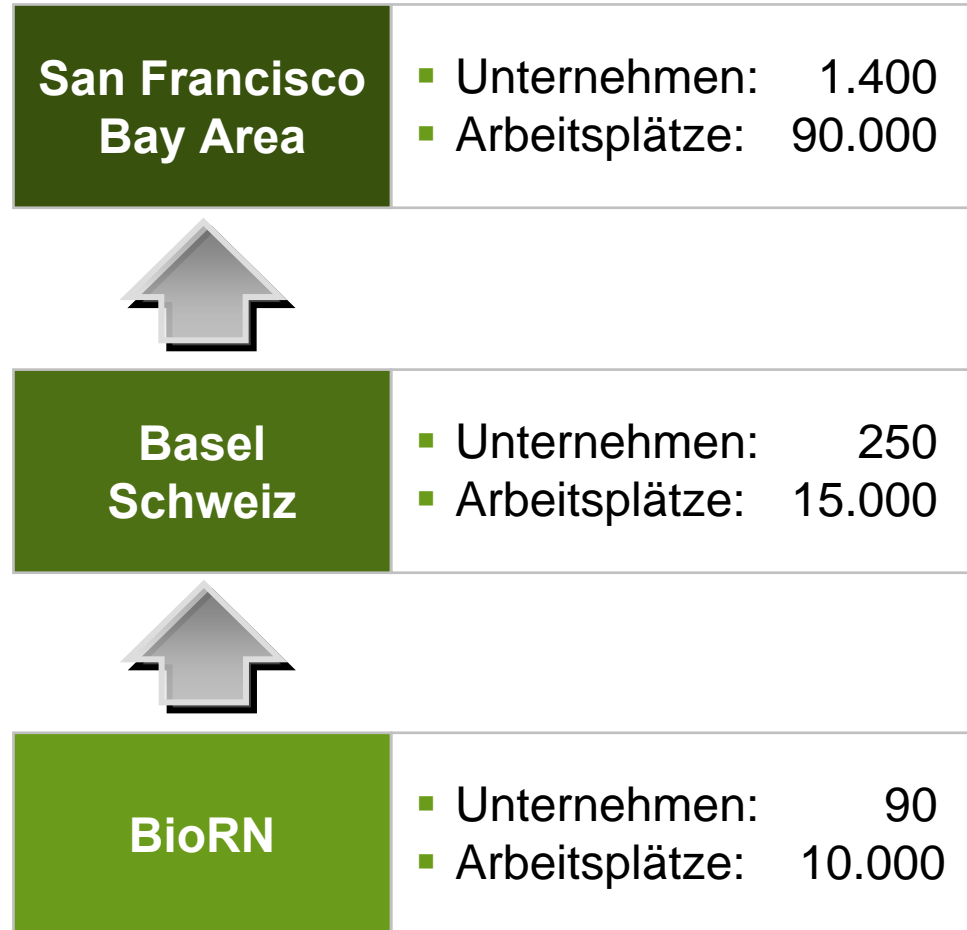 San Francisco
Bay Area
▪ Unternehmen: 1.400
▪ Arbeitsplätze: 90.000
Basel
Schweiz
▪ Unternehmen: 250
▪ Arbeitsplätze: 15.000
BioRN
▪ Unternehmen: 90
▪ Arbeitsplätze: 10.000